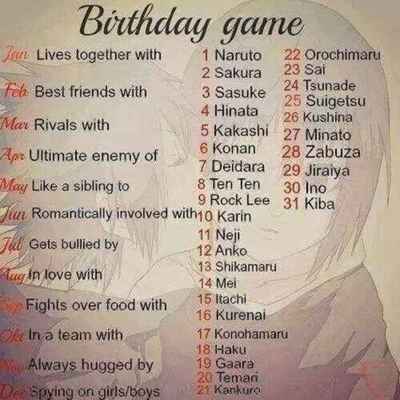 Birthday game
Jan Lives together with
Feb Best friends with
Mar Rivals with
Apr Ultimate enemy of
May Like a sibling to
Jun Romantically involved with
Jul Gets bullied by
Aug In love with
Sep Fights over food with
Okt In a team with
Nov Always hugged by
Dec Spying on girls/boys
1 Naruto
2 Sakura
3 Sasuke
4 Hinata
5 Kakashi
6 Konan
7 Deidara
8 Ten Ten
9 Rock Lee
10 Karin
11 Neji
12 Anko
13 Shikamaru
14 Mei
15 Itachi
16 Kurenai
17 Konohamaru
18 Haku
19 Gaara
20 Temari
21 Kankuro
22 Orochimaru
23 Sai
24 Tsunade
25 Suigetsu
26 Kushina
27 Minato
28 Zabuza
29 Jiraiya
30 Ino
31 Kiba